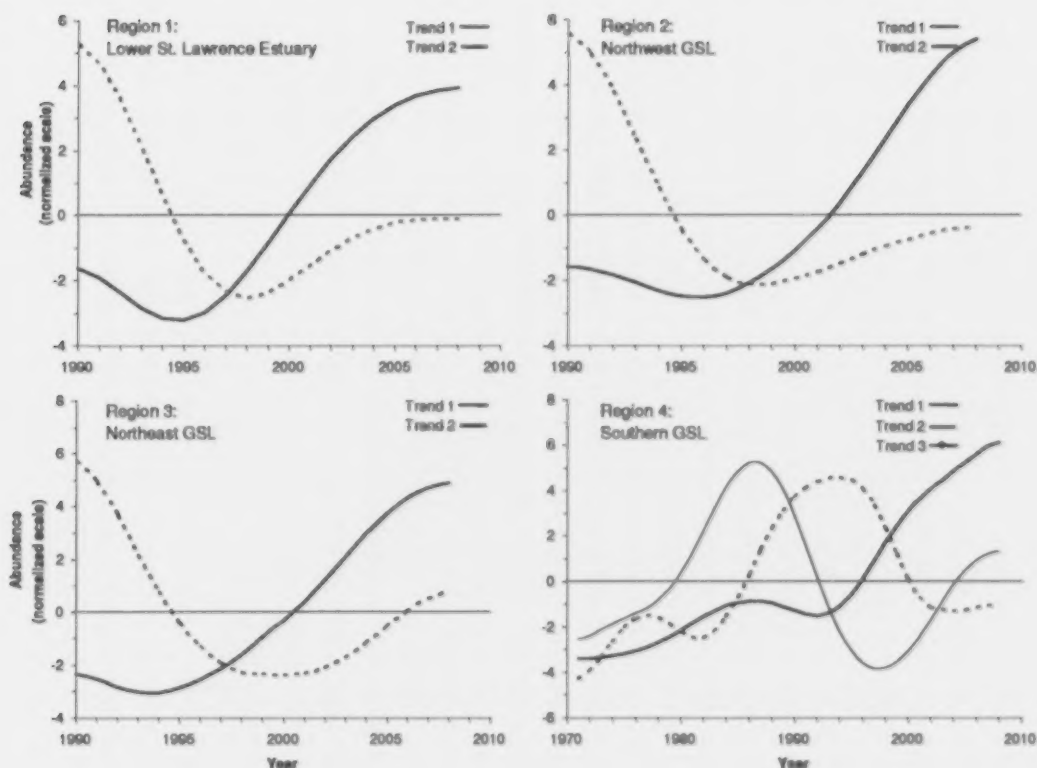 Region 1:
Lower St. Lawrence Estuary
Trend 1
Trend 2
Abundance
(normalized scale)
6
4
2
0
-2
-4
1990
1995
2000
2005
2010
Region 2:
Northwest GSL
Trend 1
Trend 2
6
4
2
0
-2
-4
1990
1995
2000
2005
2010
Region 3:
Northeast GSL
Trend 1
Trend 2
Abundance
(normalized scale)
8
6
4
2
0
-2
-4
1990
1995
2000
2005
2010
Year
Region 4:
Southern GSL
Trend 1
Trend 2
Trend 3
8
6
4
2
0
-2
-4
-6
1970
1980
1990
2000
2010
Year